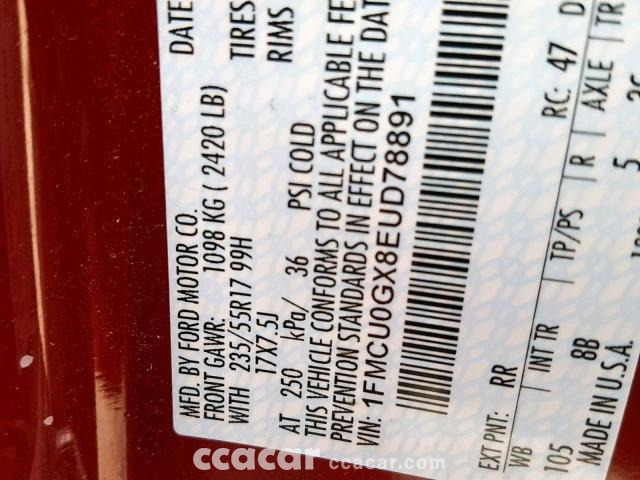 MFD. BY FORD MOTOR CO.
DATE
FRONT GAWR: 1098 KG ( 2420 LB)
WITH 235/55R17 99H TIRES
17X7.5J RIMS
AT 250 kPa/ 36 PSI COLD
THIS VEHICLE CONFORMS TO ALL APPLICABLE FE
PREVENTION STANDARDS IN EFFECT ON THE DAT
VIN: 1FMCU0GX8EUD78891
EXT PNT: RR RC: 47 D
WB INT TR TP/PS R AXLE TR
105 8B 5
MADE IN U.S.A.
ccacar ccacar.com